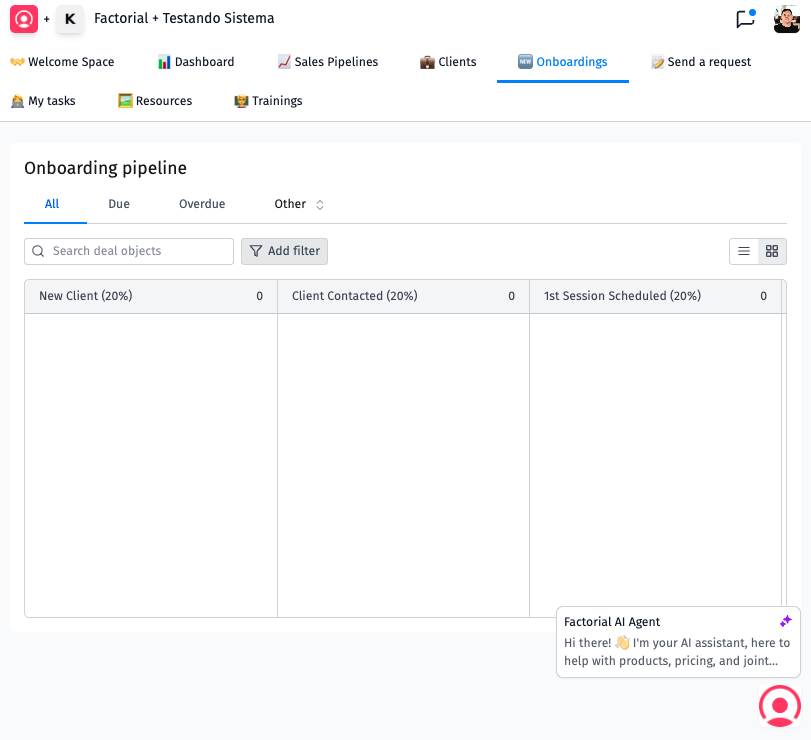 + K Factorial + Testando Sistema
Welcome Space Dashboard Sales Pipelines Clients NEW Onboardings Send a request
My tasks Resources Trainings
Onboarding pipeline
All Due Overdue Other
Search deal objects Add filter
New Client (20%) 0 Client Contacted (20%) 0 1st Session Scheduled (20%) 0
Factorial AI Agent
Hi there! 👋 I'm your AI assistant, here to
help with products, pricing, and joint...